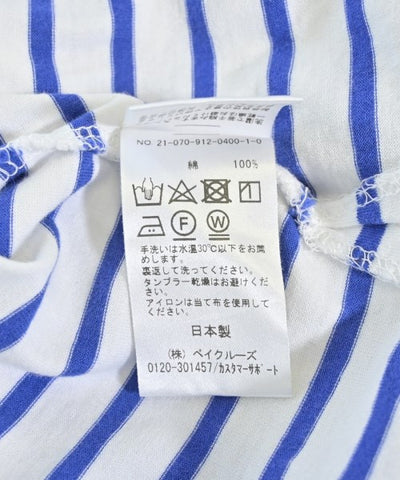 NO. 21-070-912-0400-1-0
綿 100%
F W
手洗いは水温30℃以下をお薦
めします。
裏返して洗ってください。
タンブラー乾燥はお避けくだ
さい。
アイロンは当て布を使用して
ください。
日本製
(株) ベイクルーズ
0120-301457/カスタマーサポート